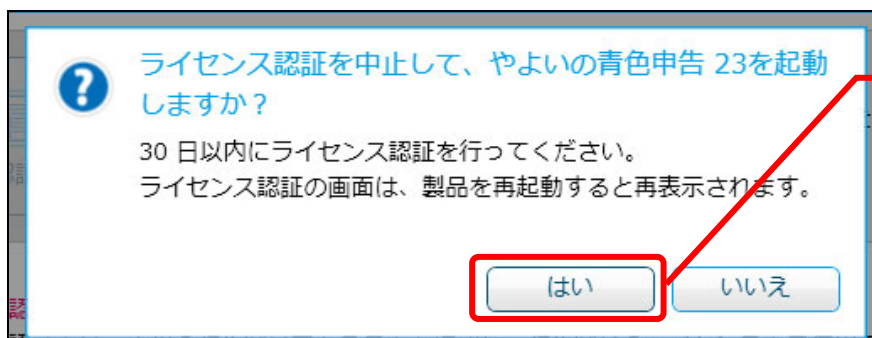 ライセンス認証を中止して、やよいの青色申告 23を起動
しますか？
30 日以内にライセンス認証を行ってください。
ライセンス認証の画面は、製品を再起動すると再表示されます。
はい
いいえ